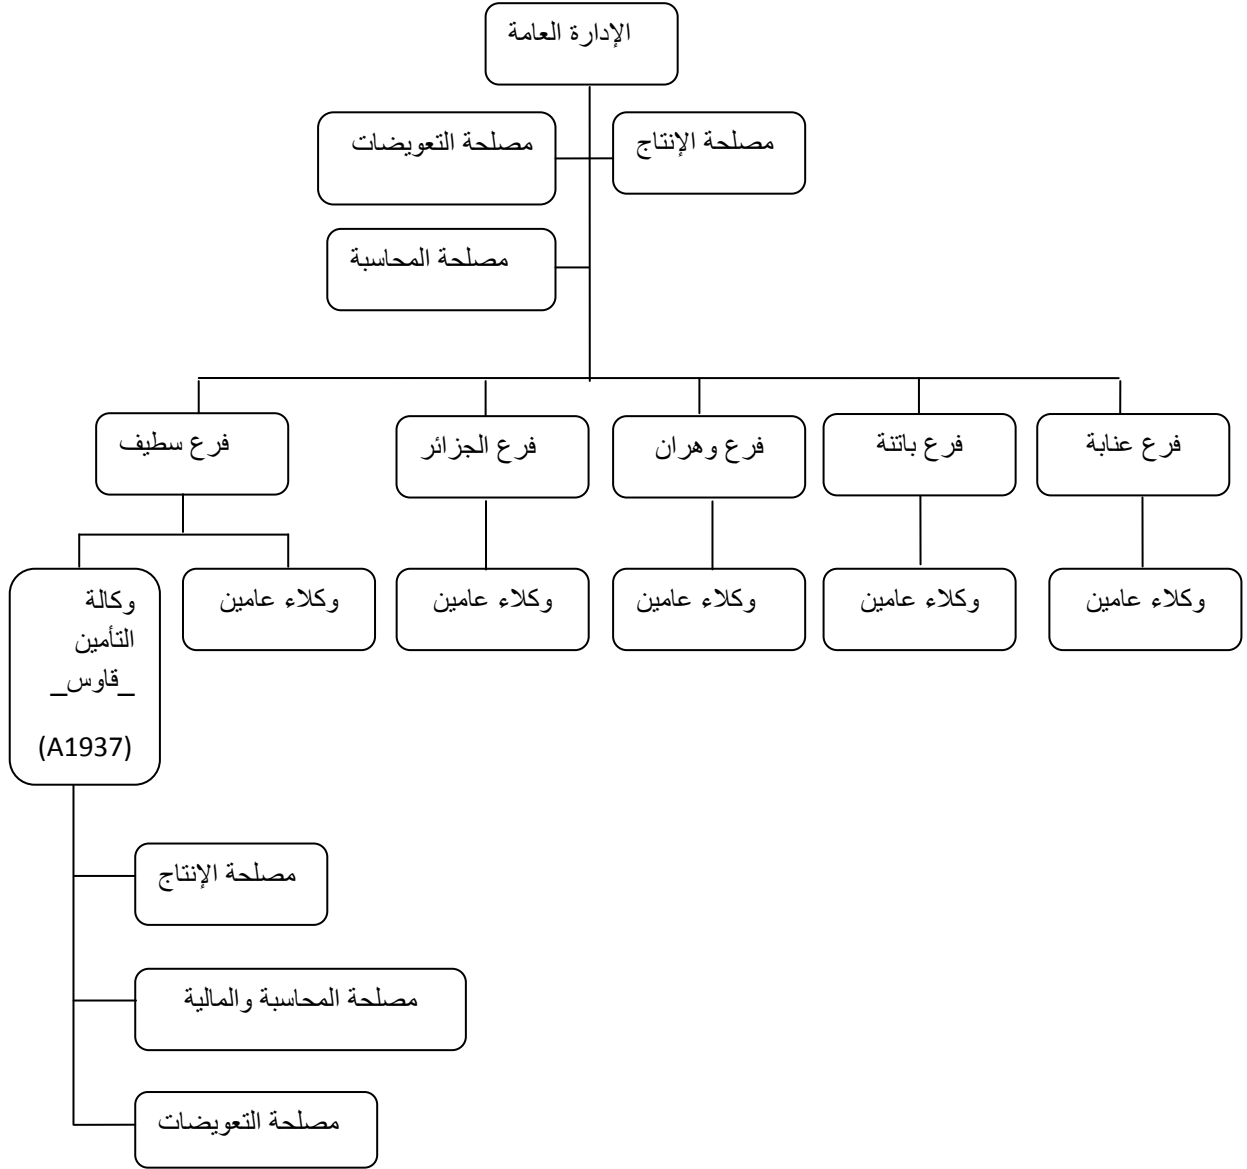 الإدارة العامة
مصلحة الإنتاج
مصلحة التعويضات
مصلحة المحاسبة
فرع عنابة
فرع باتنة
فرع وهران
فرع الجزائر
فرع سطيف
وكلاء عامين
وكلاء عامين
وكلاء عامين
وكلاء عامين
وكلاء عامين
وكالة
التأمين
_قاوس_
(A1937)
مصلحة الإنتاج
مصلحة المحاسبة والمالية
مصلحة التعويضات